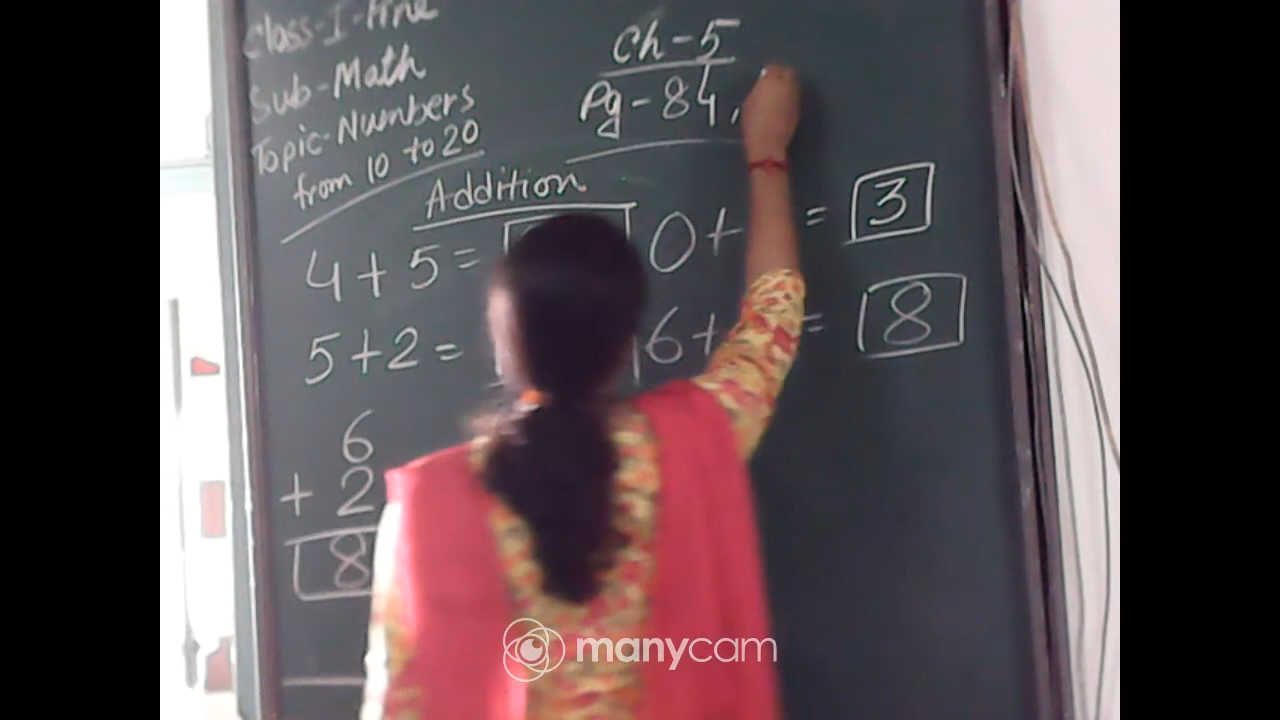 Class-I-Fine
Sub-Math
Topic-Numbers
from 10 to 20
Ch-5
Pg-84,
Addition
4+5=
0+ = 3
5+2=
6+ = 8
6
+ 2
8
manycam